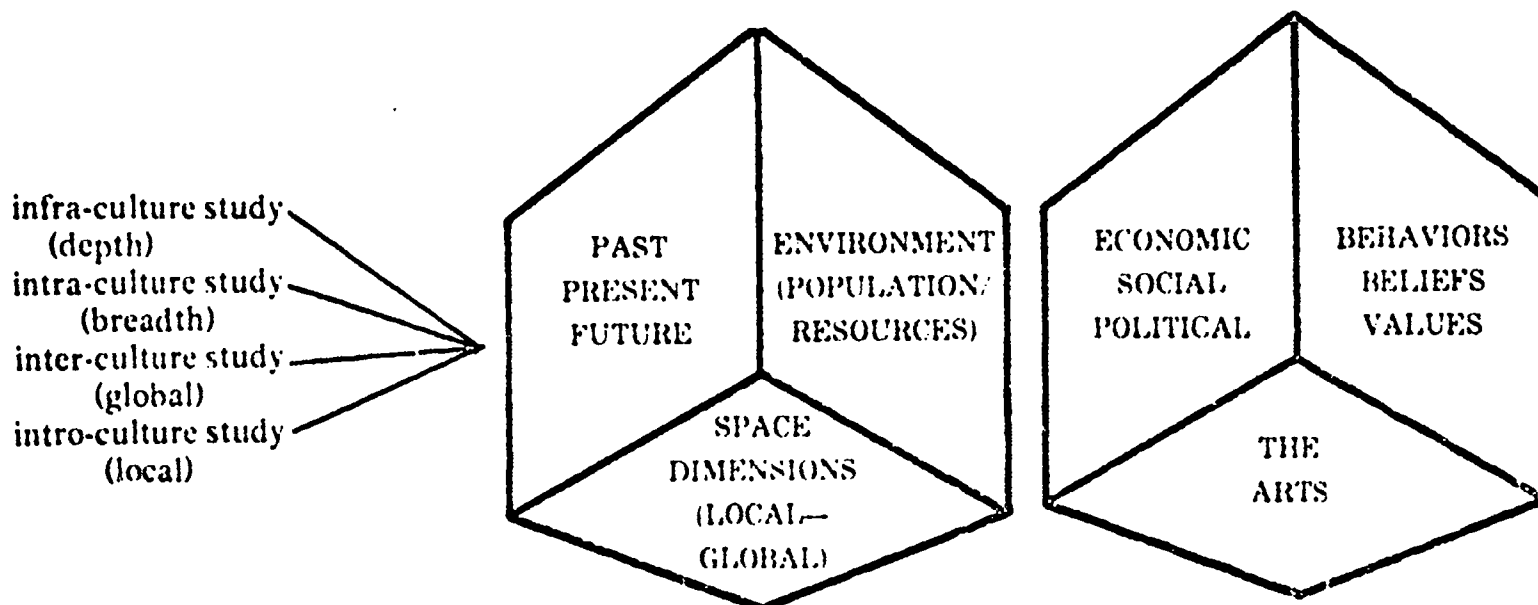 infra-culture study
(depth)
intra-culture study
(breadth)
inter-culture study
(global)
intro-culture study
(local)
PAST
PRESENT
FUTURE
ENVIRONMENT
(POPULATION/
RESOURCES)
SPACE
DIMENSIONS
(LOCAL—
GLOBAL)
ECONOMIC
SOCIAL
POLITICAL
BEHAVIORS
BELIEFS
VALUES
THE
ARTS